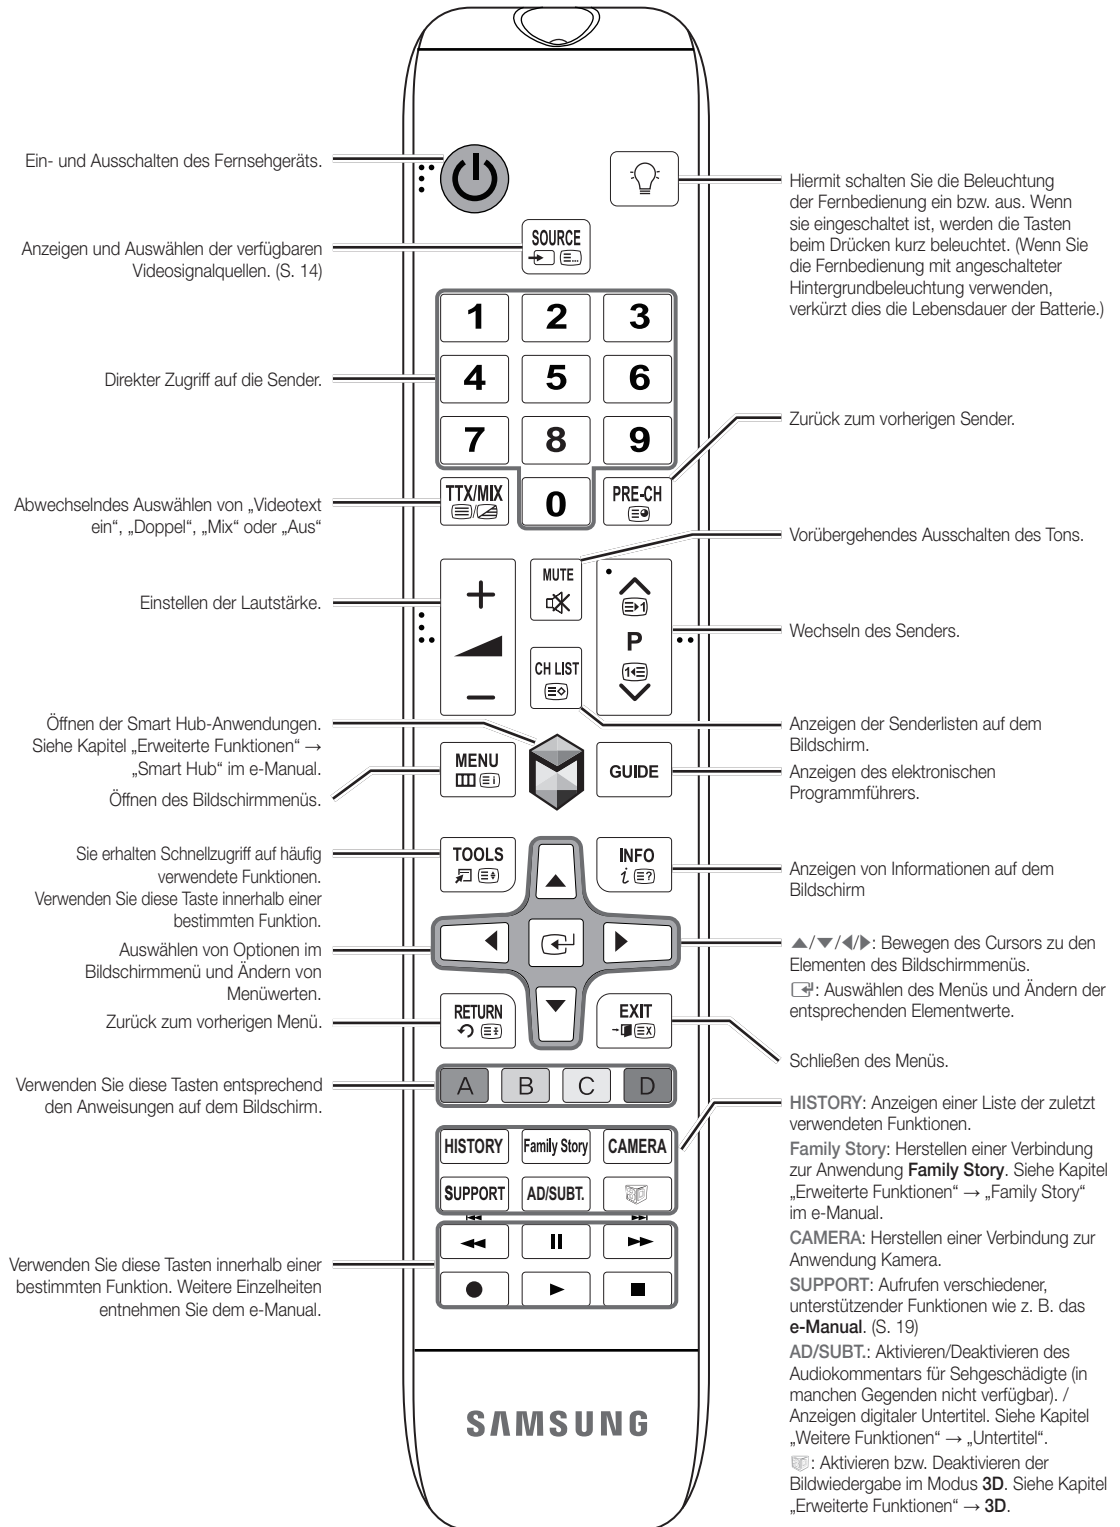 Ein- und Ausschalten des Fernsehgeräts.
Anzeigen und Auswählen der verfügbaren
Videosignalquellen. (S. 14)
Direkter Zugriff auf die Sender.
Abwechselndes Auswählen von „Videotext
ein“, „Doppel“, „Mix“ oder „Aus“
Einstellen der Lautstärke.
Öffnen der Smart Hub-Anwendungen.
Siehe Kapitel „Erweiterte Funktionen“ →
„Smart Hub“ im e-Manual.
Öffnen des Bildschirmmenüs.
Sie erhalten Schnellzugriff auf häufig
verwendete Funktionen.
Verwenden Sie diese Taste innerhalb einer
bestimmten Funktion.
Auswählen von Optionen im
Bildschirmmenü und Ändern von
Menüwerten.
Zurück zum vorherigen Menü.
Verwenden Sie diese Tasten entsprechend
den Anweisungen auf dem Bildschirm.
Verwenden Sie diese Tasten innerhalb einer
bestimmten Funktion. Weitere Einzelheiten
entnehmen Sie dem e-Manual.
SOURCE
1 2 3
4 5 6
7 8 9
TTX/MIX 0 PRE-CH
MUTE
+
P
CH LIST
−
MENU
GUIDE
TOOLS
INFO
RETURN
EXIT
A B C D
HISTORY Family Story CAMERA
SUPPORT AD/SUBT.
SAMSUNG
Hiermit schalten Sie die Beleuchtung
der Fernbedienung ein bzw. aus. Wenn
sie eingeschaltet ist, werden die Tasten
beim Drücken kurz beleuchtet. (Wenn Sie
die Fernbedienung mit angeschalteter
Hintergrundbeleuchtung verwenden,
verkürzt dies die Lebensdauer der Batterie.)
Zurück zum vorherigen Sender.
Vorübergehendes Ausschalten des Tons.
Wechseln des Senders.
Anzeigen der Senderlisten auf dem
Bildschirm.
Anzeigen des elektronischen
Programmführers.
Anzeigen von Informationen auf dem
Bildschirm
▲/▼/◀/▶: Bewegen des Cursors zu den
Elementen des Bildschirmmenüs.
: Auswählen des Menüs und Ändern der
entsprechenden Elementwerte.
Schließen des Menüs.
HISTORY: Anzeigen einer Liste der zuletzt
verwendeten Funktionen.
Family Story: Herstellen einer Verbindung
zur Anwendung Family Story. Siehe Kapitel
„Erweiterte Funktionen“ → „Family Story“
im e-Manual.
CAMERA: Herstellen einer Verbindung zur
Anwendung Kamera.
SUPPORT: Aufrufen verschiedener,
unterstützender Funktionen wie z. B. das
e-Manual. (S. 19)
AD/SUBT.: Aktivieren/Deaktivieren des
Audiokommentars für Sehgeschädigte (in
manchen Gegenden nicht verfügbar). /
Anzeigen digitaler Untertitel. Siehe Kapitel
„Weitere Funktionen“ → „Untertitel“.
: Aktivieren bzw. Deaktivieren der
Bildwiedergabe im Modus 3D. Siehe Kapitel
„Erweiterte Funktionen“ → 3D.